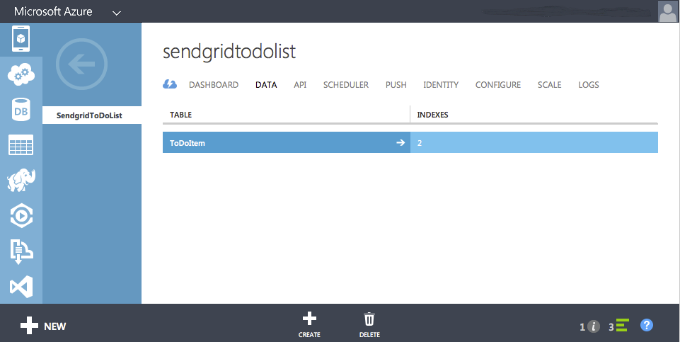 Microsoft Azure
sendgridtodolist
DASHBOARD DATA API SCHEDULER PUSH IDENTITY CONFIGURE SCALE LOGS
DB
SendgridToDoList
TABLE INDEXES
ToDoItem 2
NEW CREATE DELETE 1 i 3 ?